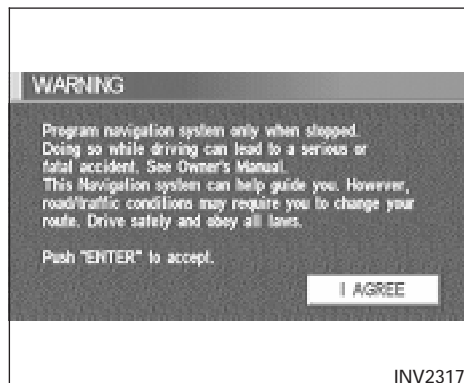 WARNING
Program navigation system only when stopped.
Doing so while driving can lead to a serious or
fatal accident. See Owner's Manual.
This Navigation system can help guide you. However,
road/traffic conditions may require you to change your
route. Drive safely and obey all laws.
Push "ENTER" to accept.
I AGREE
INV2317